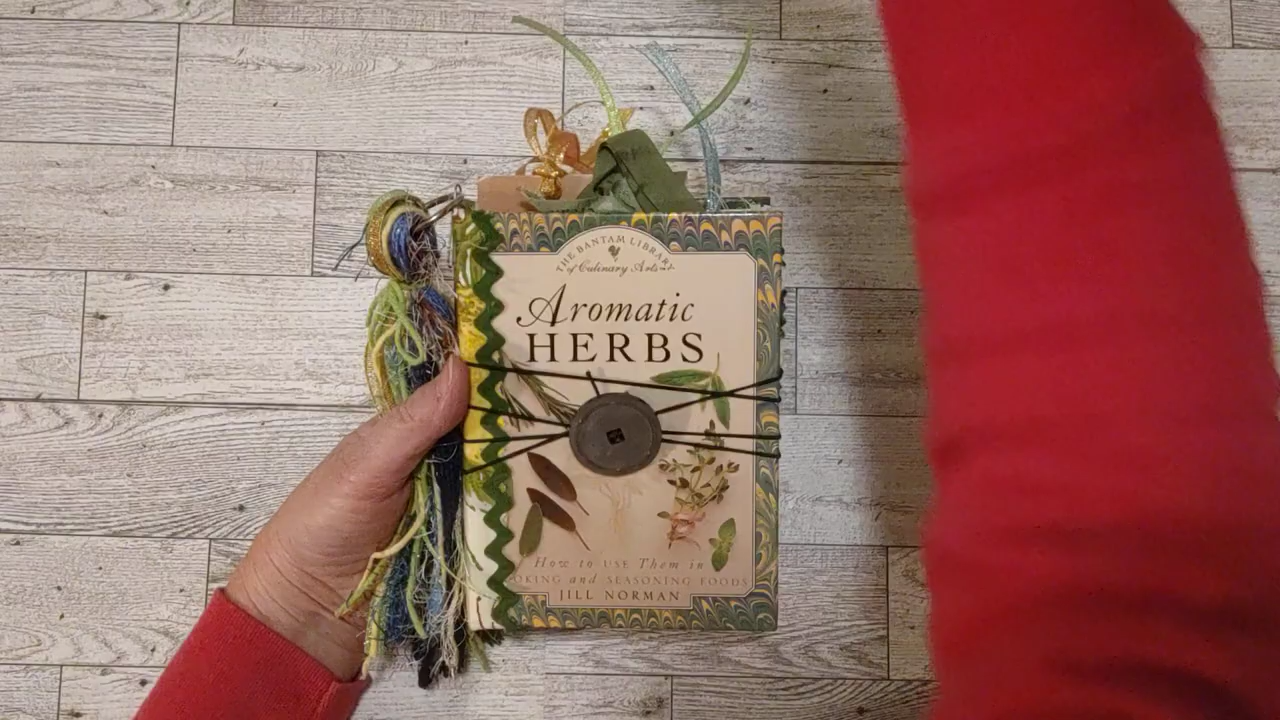 THE BANTAM LIBRARY
of Culinary Arts
Aromatic
HERBS
How to USE Them in
OKING and SEASONING FOODS
JILL NORMAN